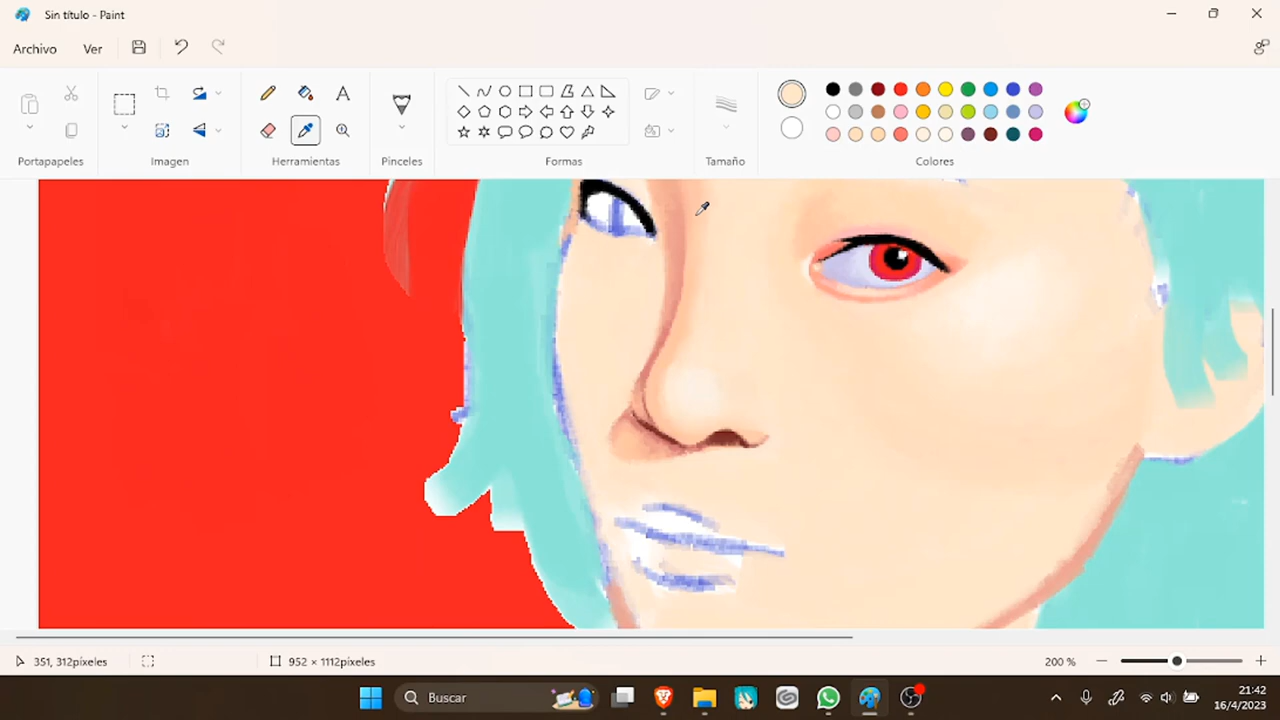 Sin título - Paint
Archivo Ver
A
Portapapeles Imagen Herramientas Pinceles Formas Tamaño Colores
351, 312píxeles 952 × 1112píxeles 200 %
Buscar 21:42
16/4/2023